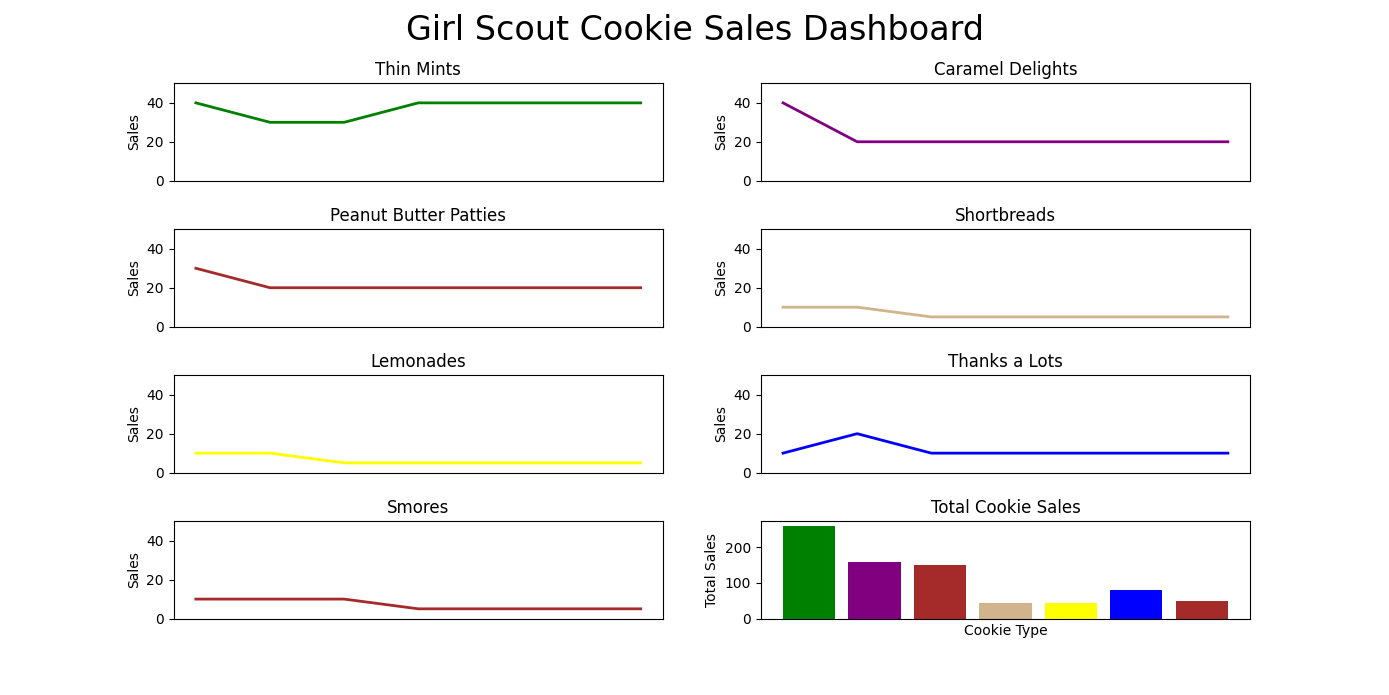 Girl Scout Cookie Sales Dashboard
Thin Mints
Sales
40
20
0
Caramel Delights
Sales
40
20
0
Peanut Butter Patties
Sales
40
20
0
Shortbreads
Sales
40
20
0
Lemonades
Sales
40
20
0
Thanks a Lots
Sales
40
20
0
Smores
Sales
40
20
0
Total Cookie Sales
Total Sales
200
100
0
Cookie Type